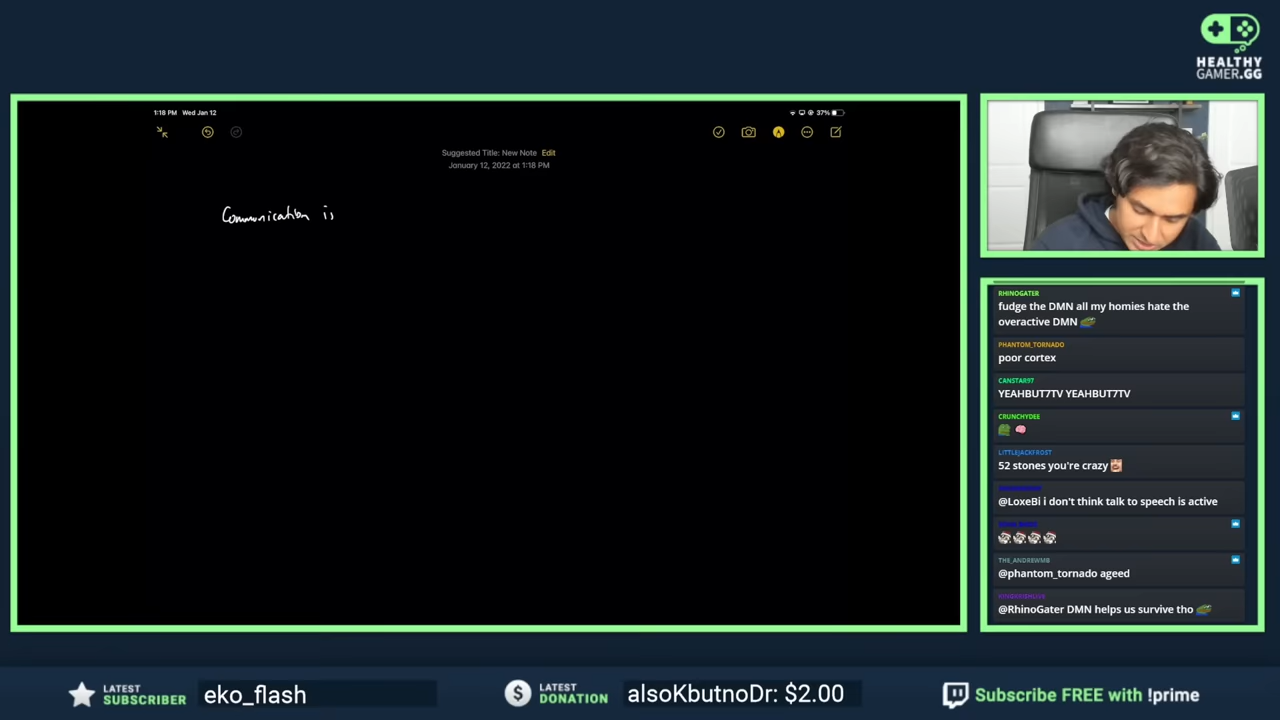 HEALTHY
GAMER.GG
1:18 PM Wed Jan 12
37%
Suggested Title: New Note Edit
January 12, 2022 at 1:18 PM
Communication is
RHINOGATER
fudge the DMN all my homies hate the
overactive DMN
PHANTOM_TORNADO
poor cortex
CANSTAR97
YEAHBUT7TV YEAHBUT7TV
CRUNCHYDEE
LITTLEJACKFROST
52 stones you're crazy
@LoxeBi i don't think talk to speech is active
THE_ANDREWMB
@phantom_tornado ageed
@RhinoGater DMN helps us survive tho
LATEST
SUBSCRIBER
eko_flash
LATEST
DONATION
alsoKbutnoDr: $2.00
Subscribe FREE with !prime